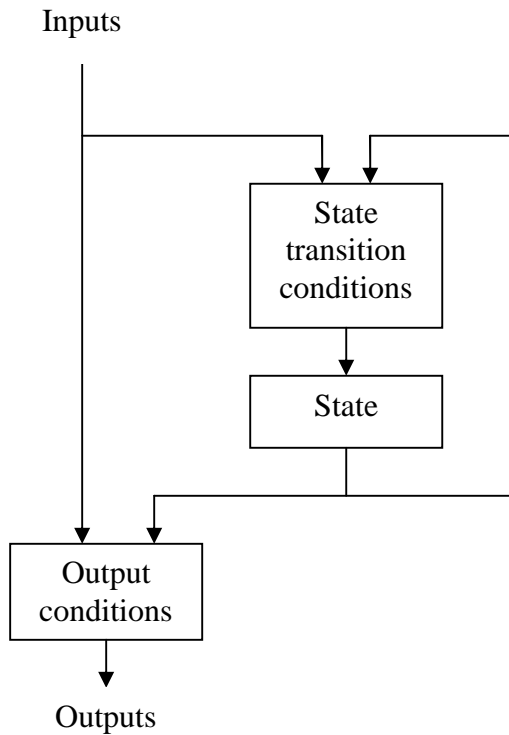 Inputs
State
transition
conditions
State
Output
conditions
Outputs